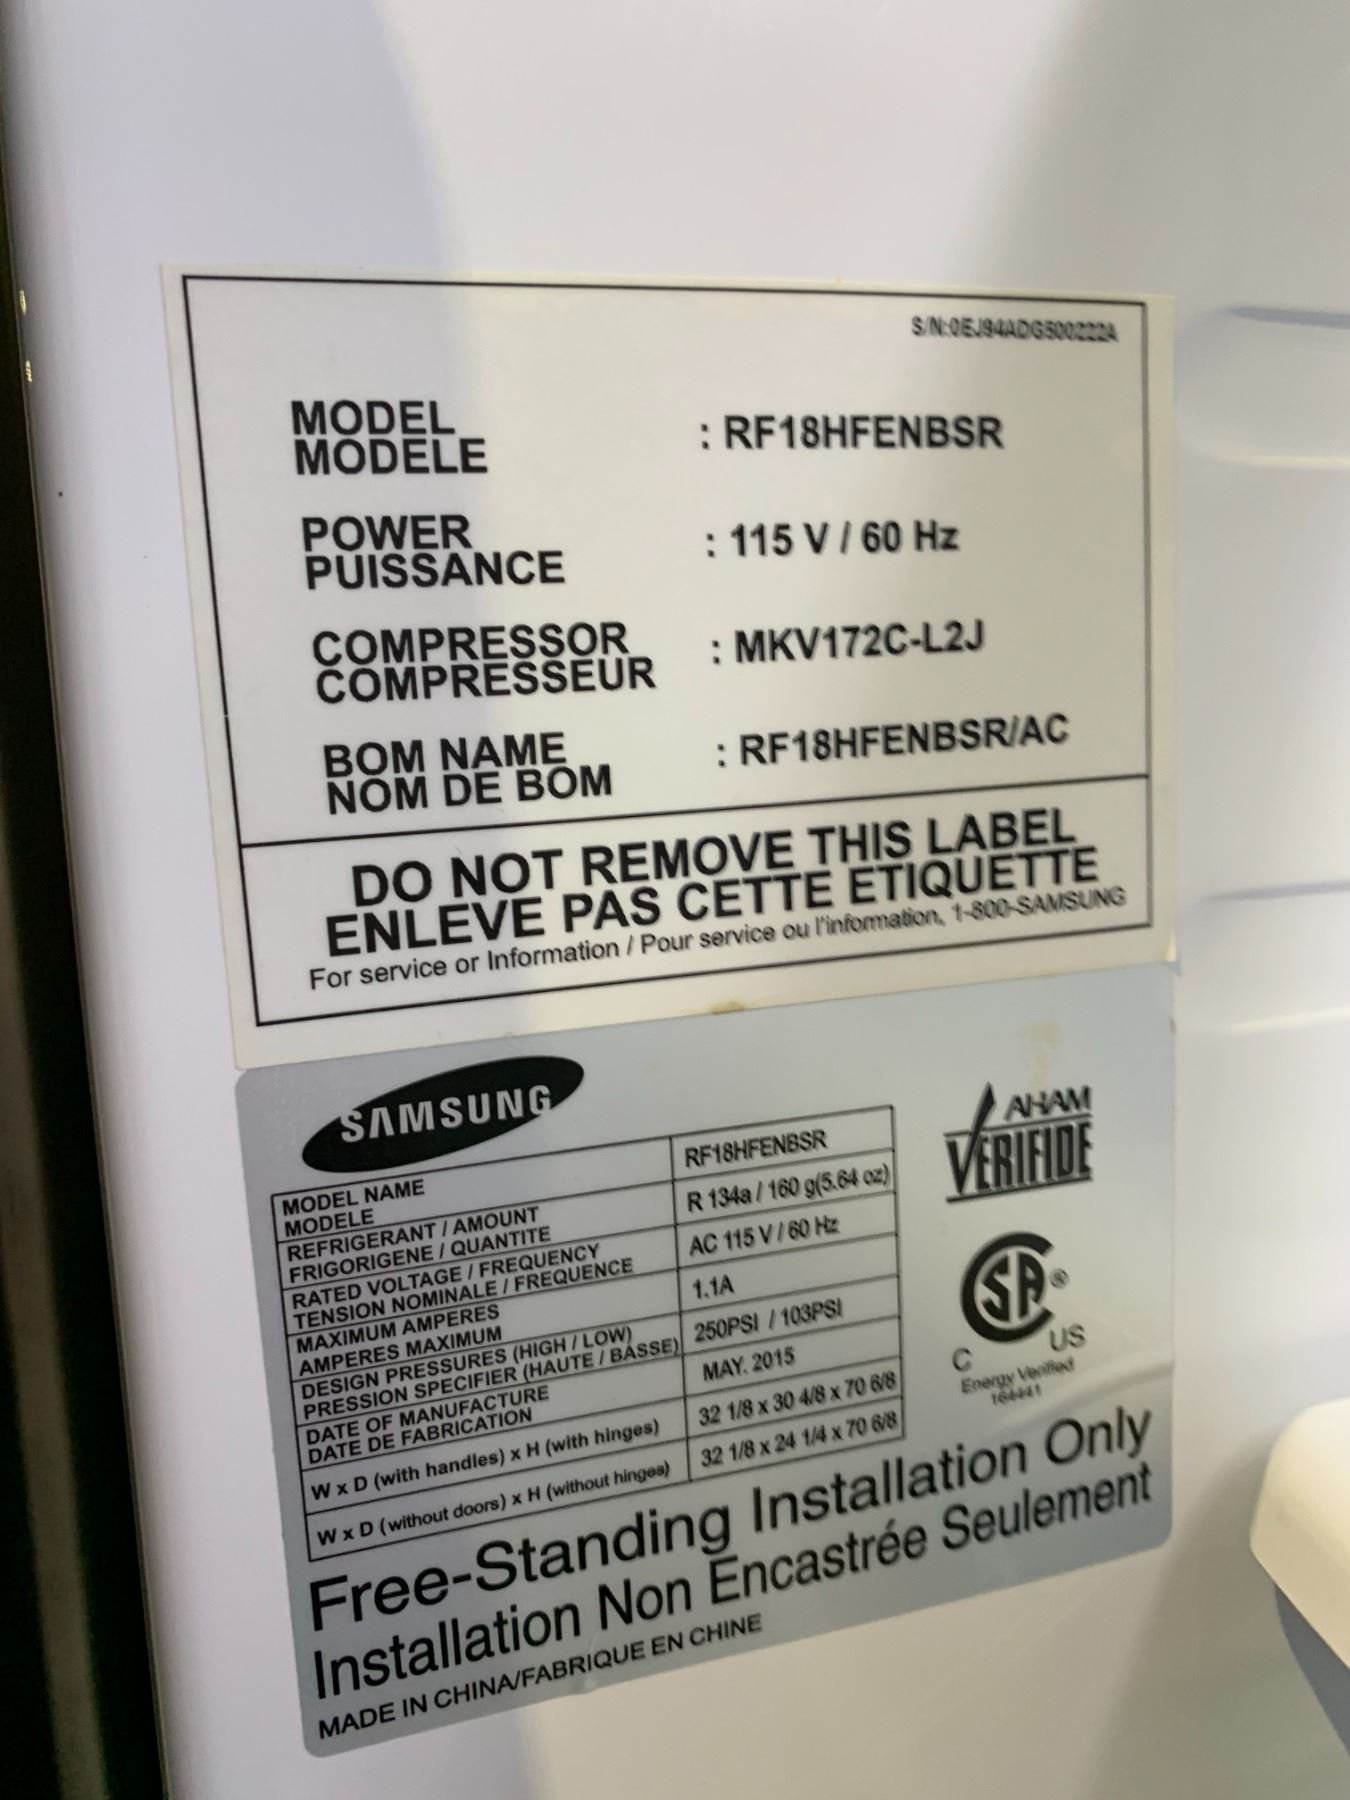 S/N:0EJ94ADG500222A
MODEL : RF18HFENBSR
MODELE
POWER : 115 V / 60 Hz
PUISSANCE
COMPRESSOR : MKV172C-L2J
COMPRESSEUR
BOM NAME : RF18HFENBSR/AC
NOM DE BOM
DO NOT REMOVE THIS LABEL
ENLEVE PAS CETTE ETIQUETTE
For service or Information / Pour service ou l'information, 1-800-SAMSUNG
SAMSUNG
MODEL NAME RF18HFENBSR
MODELE
REFRIGERANT / AMOUNT R 134a / 160 g(5.64 oz)
FRIGORIGENE / QUANTITE
RATED VOLTAGE / FREQUENCY AC 115 V / 60 Hz
TENSION NOMINALE / FREQUENCE
MAXIMUM AMPERES 1.1A
AMPERES MAXIMUM
DESIGN PRESSURES (HIGH / LOW) 250PSI / 103PSI
PRESSION SPECIFIER (HAUTE / BASSE)
DATE OF MANUFACTURE MAY. 2015
DATE DE FABRICATION
W x D (with handles) x H (with hinges) 32 1/8 x 30 4/8 x 70 6/8
W x D (without doors) x H (without hinges) 32 1/8 x 24 1/4 x 70 6/8
AHAM
VERIFIDE
SA ®
C US
Energy Verified
164441
Free-Standing Installation Only
Installation Non Encastrée Seulement
MADE IN CHINA/FABRIQUE EN CHINE